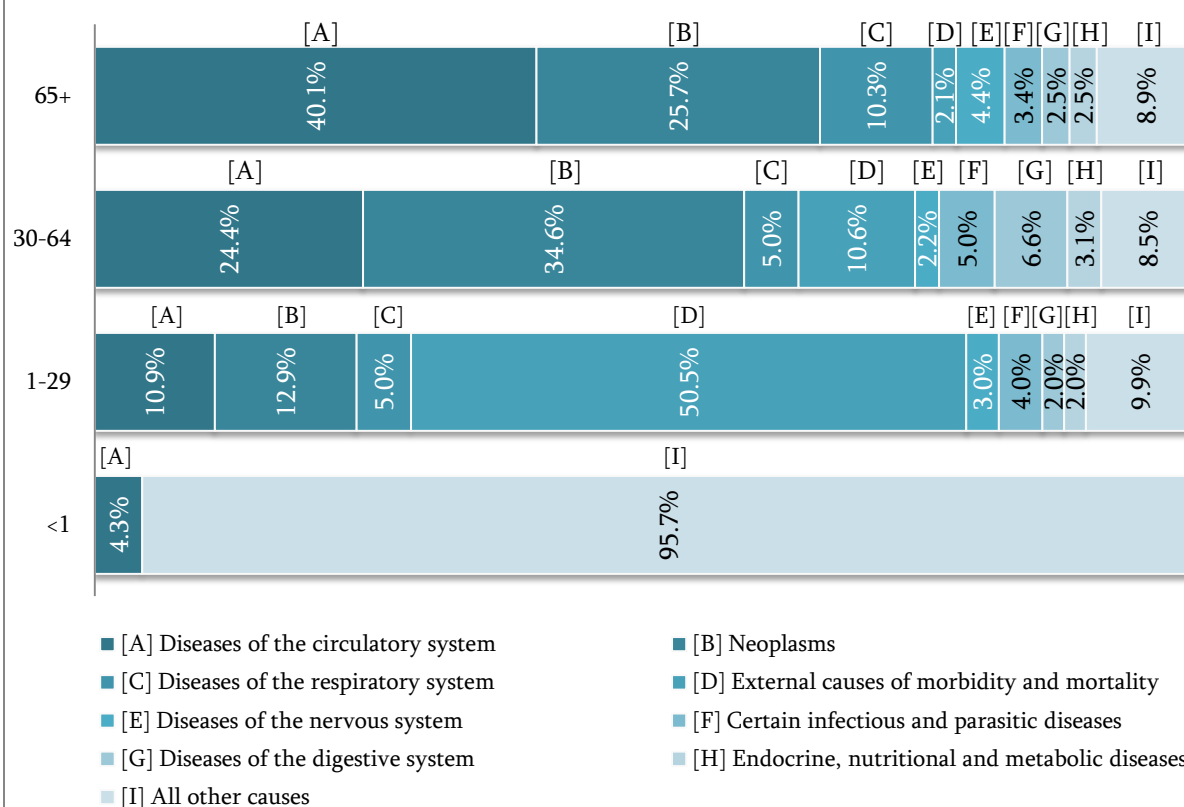 [A] [B] [C] [D] [E] [F] [G] [H] [I]
65+ 40.1% 25.7% 10.3% 2.1% 4.4% 3.4% 2.5% 2.5% 8.9%
[A] [B] [C] [D] [E] [F] [G] [H] [I]
30-64 24.4% 34.6% 5.0% 10.6% 2.2% 5.0% 6.6% 3.1% 8.5%
[A] [B] [C] [D] [E] [F] [G] [H] [I]
1-29 10.9% 12.9% 5.0% 50.5% 3.0% 4.0% 2.0% 2.0% 9.9%
[A] [I]
<1 4.3% 95.7%
[A] Diseases of the circulatory system
[B] Neoplasms
[C] Diseases of the respiratory system
[D] External causes of morbidity and mortality
[E] Diseases of the nervous system
[F] Certain infectious and parasitic diseases
[G] Diseases of the digestive system
[H] Endocrine, nutritional and metabolic diseases
[I] All other causes